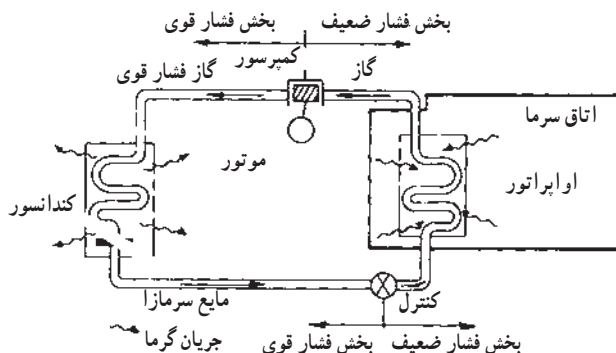 بخش فشار قوی
بخش فشار ضعیف
کمپرسور
گاز فشار قوی
گاز
اتاق سرما
موتور
اواپراتور
کندانسور
مایع سرمازا
کنترل
جریان گرما
بخش فشار قوی
بخش فشار ضعیف